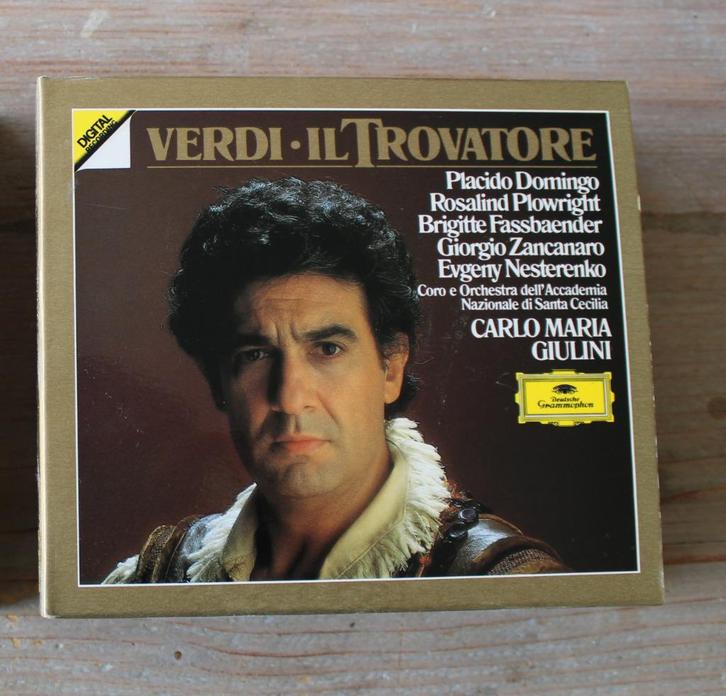 DIGITAL
RECORDING
VERDI · IL TROVATORE
Placido Domingo
Rosalind Plowright
Brigitte Fassbaender
Giorgio Zancanaro
Evgeny Nesterenko
Coro e Orchestra dell'Accademia
Nazionale di Santa Cecilia
CARLO MARIA
GIULINI
Deutsche
Grammophon